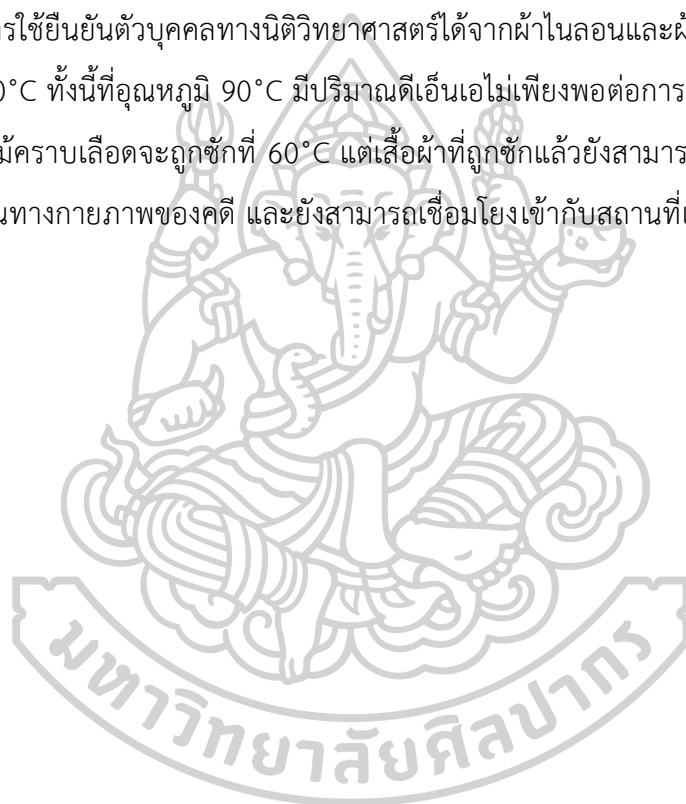 ารใช้ยืนยันตัวบุคคลทางนิติวิทยาศาสตร์ได้จากผ้าไนลอนและผ้
0°C ทั้งนี้ที่อุณหภูมิ 90°C มีปริมาณดีเอ็นเอไม่เพียงพอต่อการ
ม้คราบเลือดจะถูกซักที่ 60°C แต่เสื้อผ้าที่ถูกซักแล้วยังสามาร
นทางกายภาพของคดี และยังสามารถเชื่อมโยงเข้ากับสถานที่เ
มหาวิทยาลัยศิลปากร